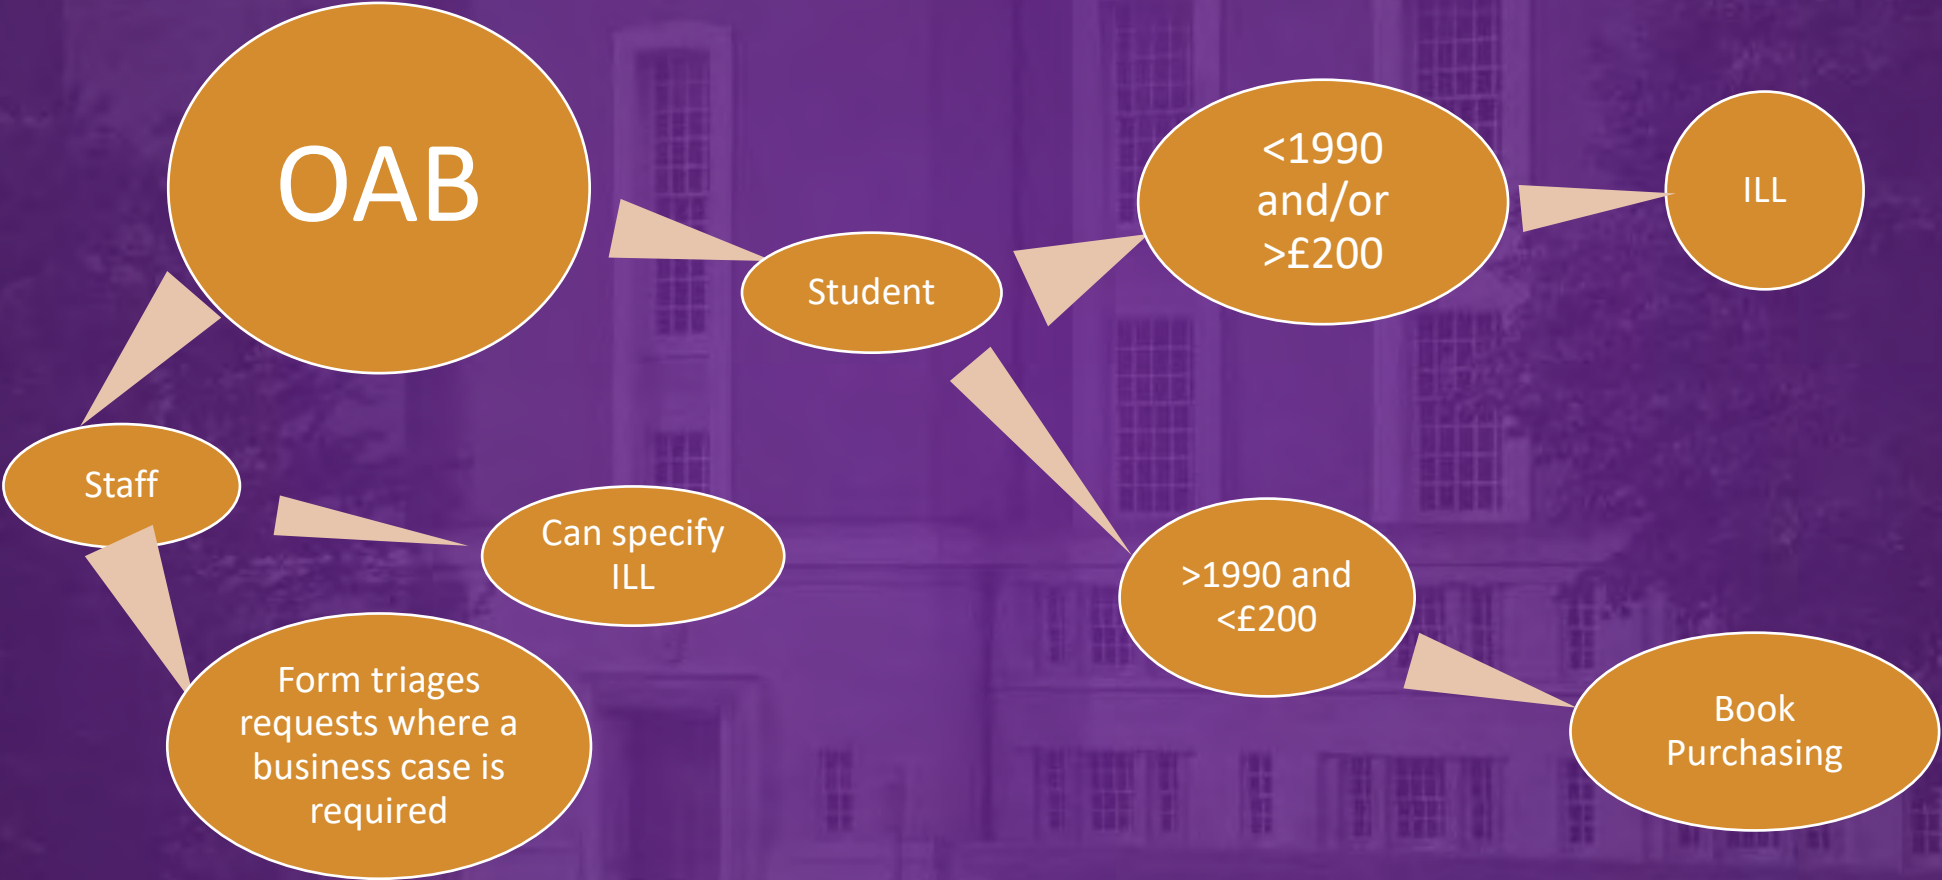 OAB
<1990
and/or
>£200
ILL
Student
Staff
Can specify
ILL
>1990 and
<£200
Form triages
requests where a
business case is
required
Book
Purchasing